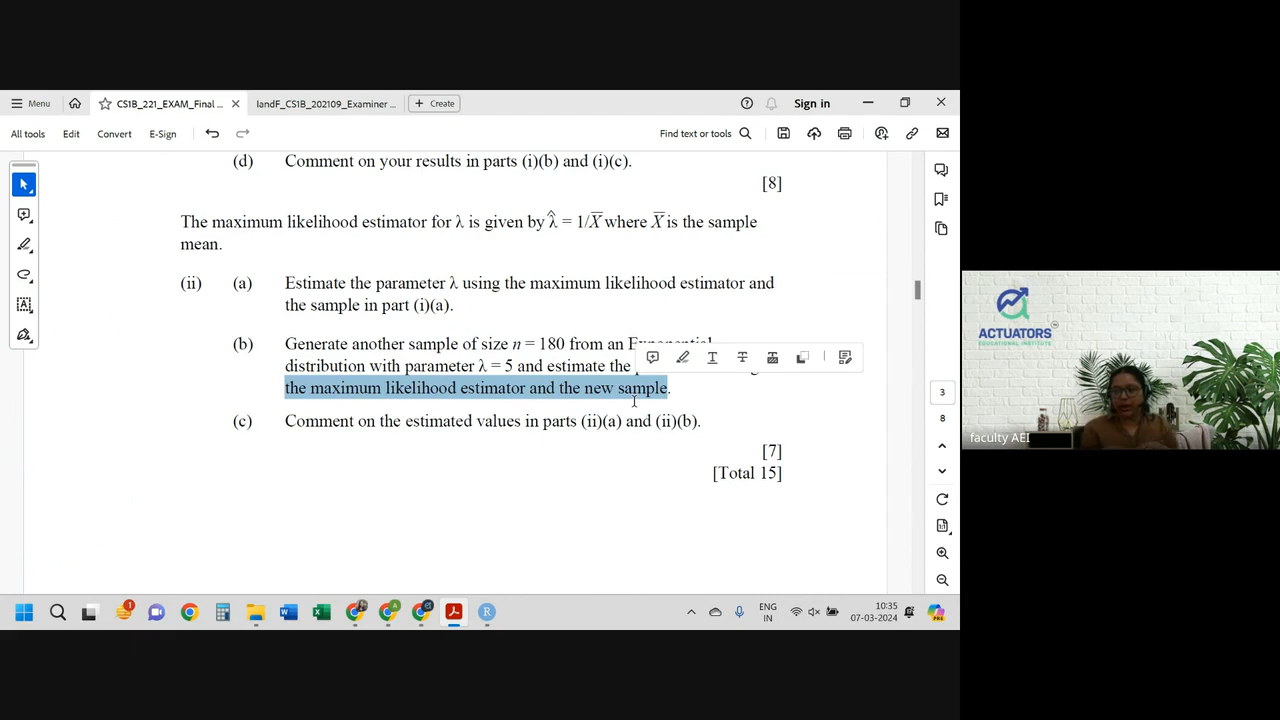 Menu
CS1B_221_EXAM_Final ...
IandF_CS1B_202109_Examiner ...
Create
Sign in
All tools
Edit
Convert
E-Sign
Find text or tools
(d) Comment on your results in parts (i)(b) and (i)(c).
[8]
The maximum likelihood estimator for λ is given by λ̂ = 1/X̅ where X̅ is the sample
mean.
(ii) (a) Estimate the parameter λ using the maximum likelihood estimator and
the sample in part (i)(a).
(b) Generate another sample of size n = 180 from an Exponential
distribution with parameter λ = 5 and estimate the
the maximum likelihood estimator and the new sample.
(c) Comment on the estimated values in parts (ii)(a) and (ii)(b).
[7]
[Total 15]
3
8
ACTUATORS
EDUCATIONAL INSTITUTE
faculty AEI
1
ENG
IN
10:35
07-03-2024